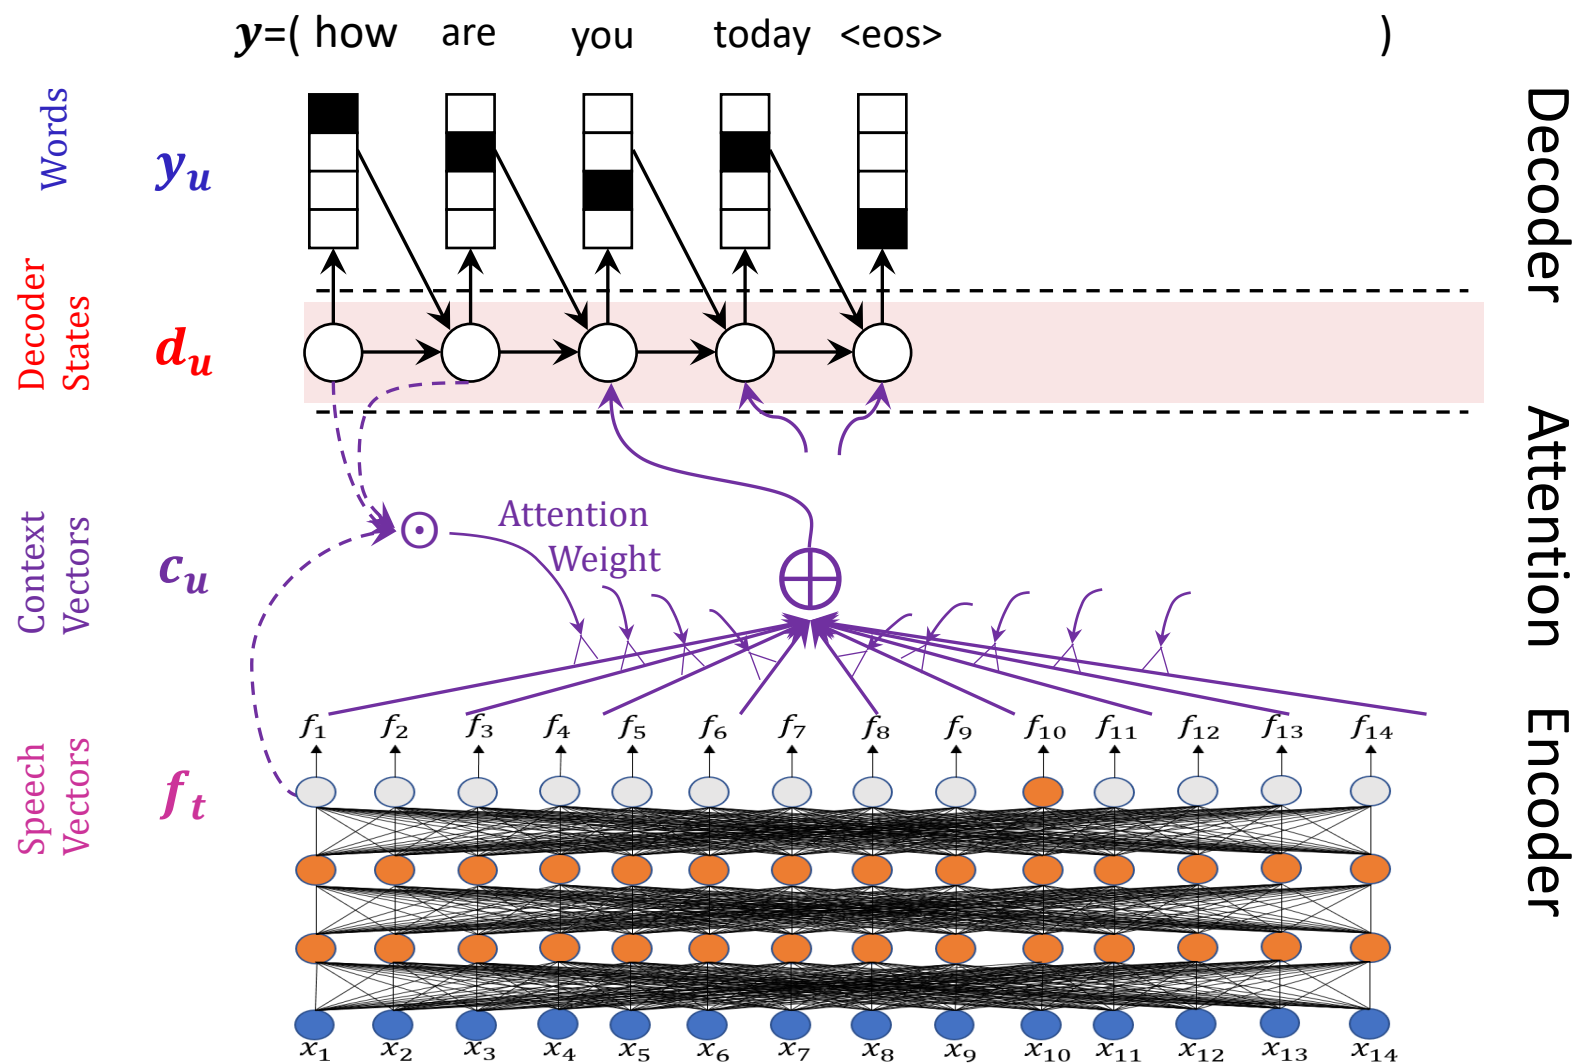 y=( how are you today <eos> )
Words
y_u
Decoder
Decoder
States
d_u
Attention
Context
Vectors
c_u
Attention
Weight
Encoder
f_1 f_2 f_3 f_4 f_5 f_6 f_7 f_8 f_9 f_10 f_11 f_12 f_13 f_14
Speech
Vectors
f_t
x_1 x_2 x_3 x_4 x_5 x_6 x_7 x_8 x_9 x_10 x_11 x_12 x_13 x_14